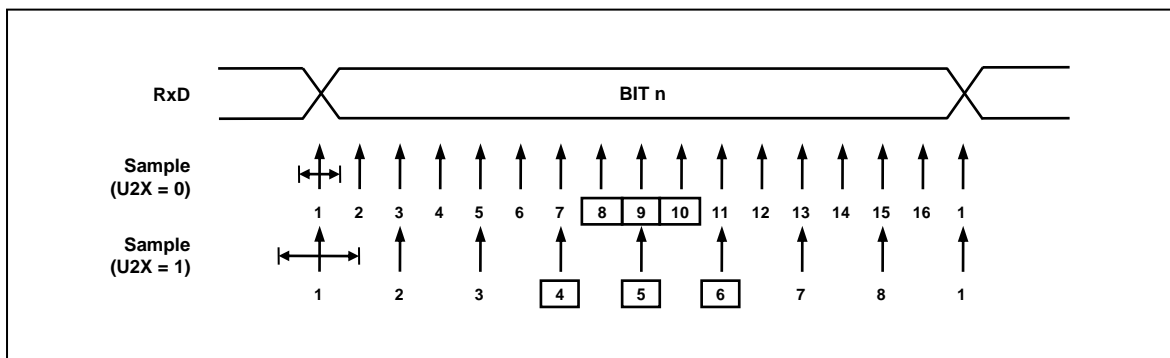 RxD
BIT n
Sample
(U2X = 0)
1 2 3 4 5 6 7 8 9 10 11 12 13 14 15 16 1
Sample
(U2X = 1)
1 2 3 4 5 6 7 8 1